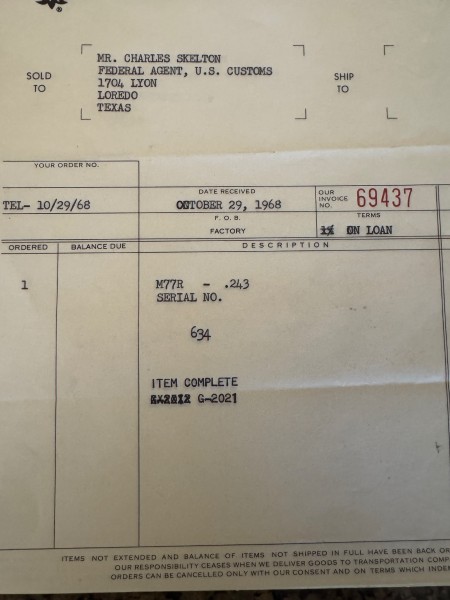 ®
SOLD TO
MR. CHARLES SKELTON
FEDERAL AGENT, U.S. CUSTOMS
1704 LYON
LOREDO
TEXAS
SHIP TO
YOUR ORDER NO.
TEL- 10/29/68
DATE RECEIVED
OCTOBER 29, 1968
F. O. B.
FACTORY
OUR INVOICE NO. 69437
TERMS
ON LOAN
ORDERED
BALANCE DUE
DESCRIPTION
1
M77R - .243
SERIAL NO.
634
ITEM COMPLETE
G-2021
ITEMS NOT EXTENDED AND BALANCE OF ITEMS NOT SHIPPED IN FULL HAVE BEEN BACK OR
OUR RESPONSIBILITY CEASES WHEN WE DELIVER GOODS TO TRANSPORTATION COMP
ORDERS CAN BE CANCELLED ONLY WITH OUR CONSENT AND ON TERMS WHICH INDEM